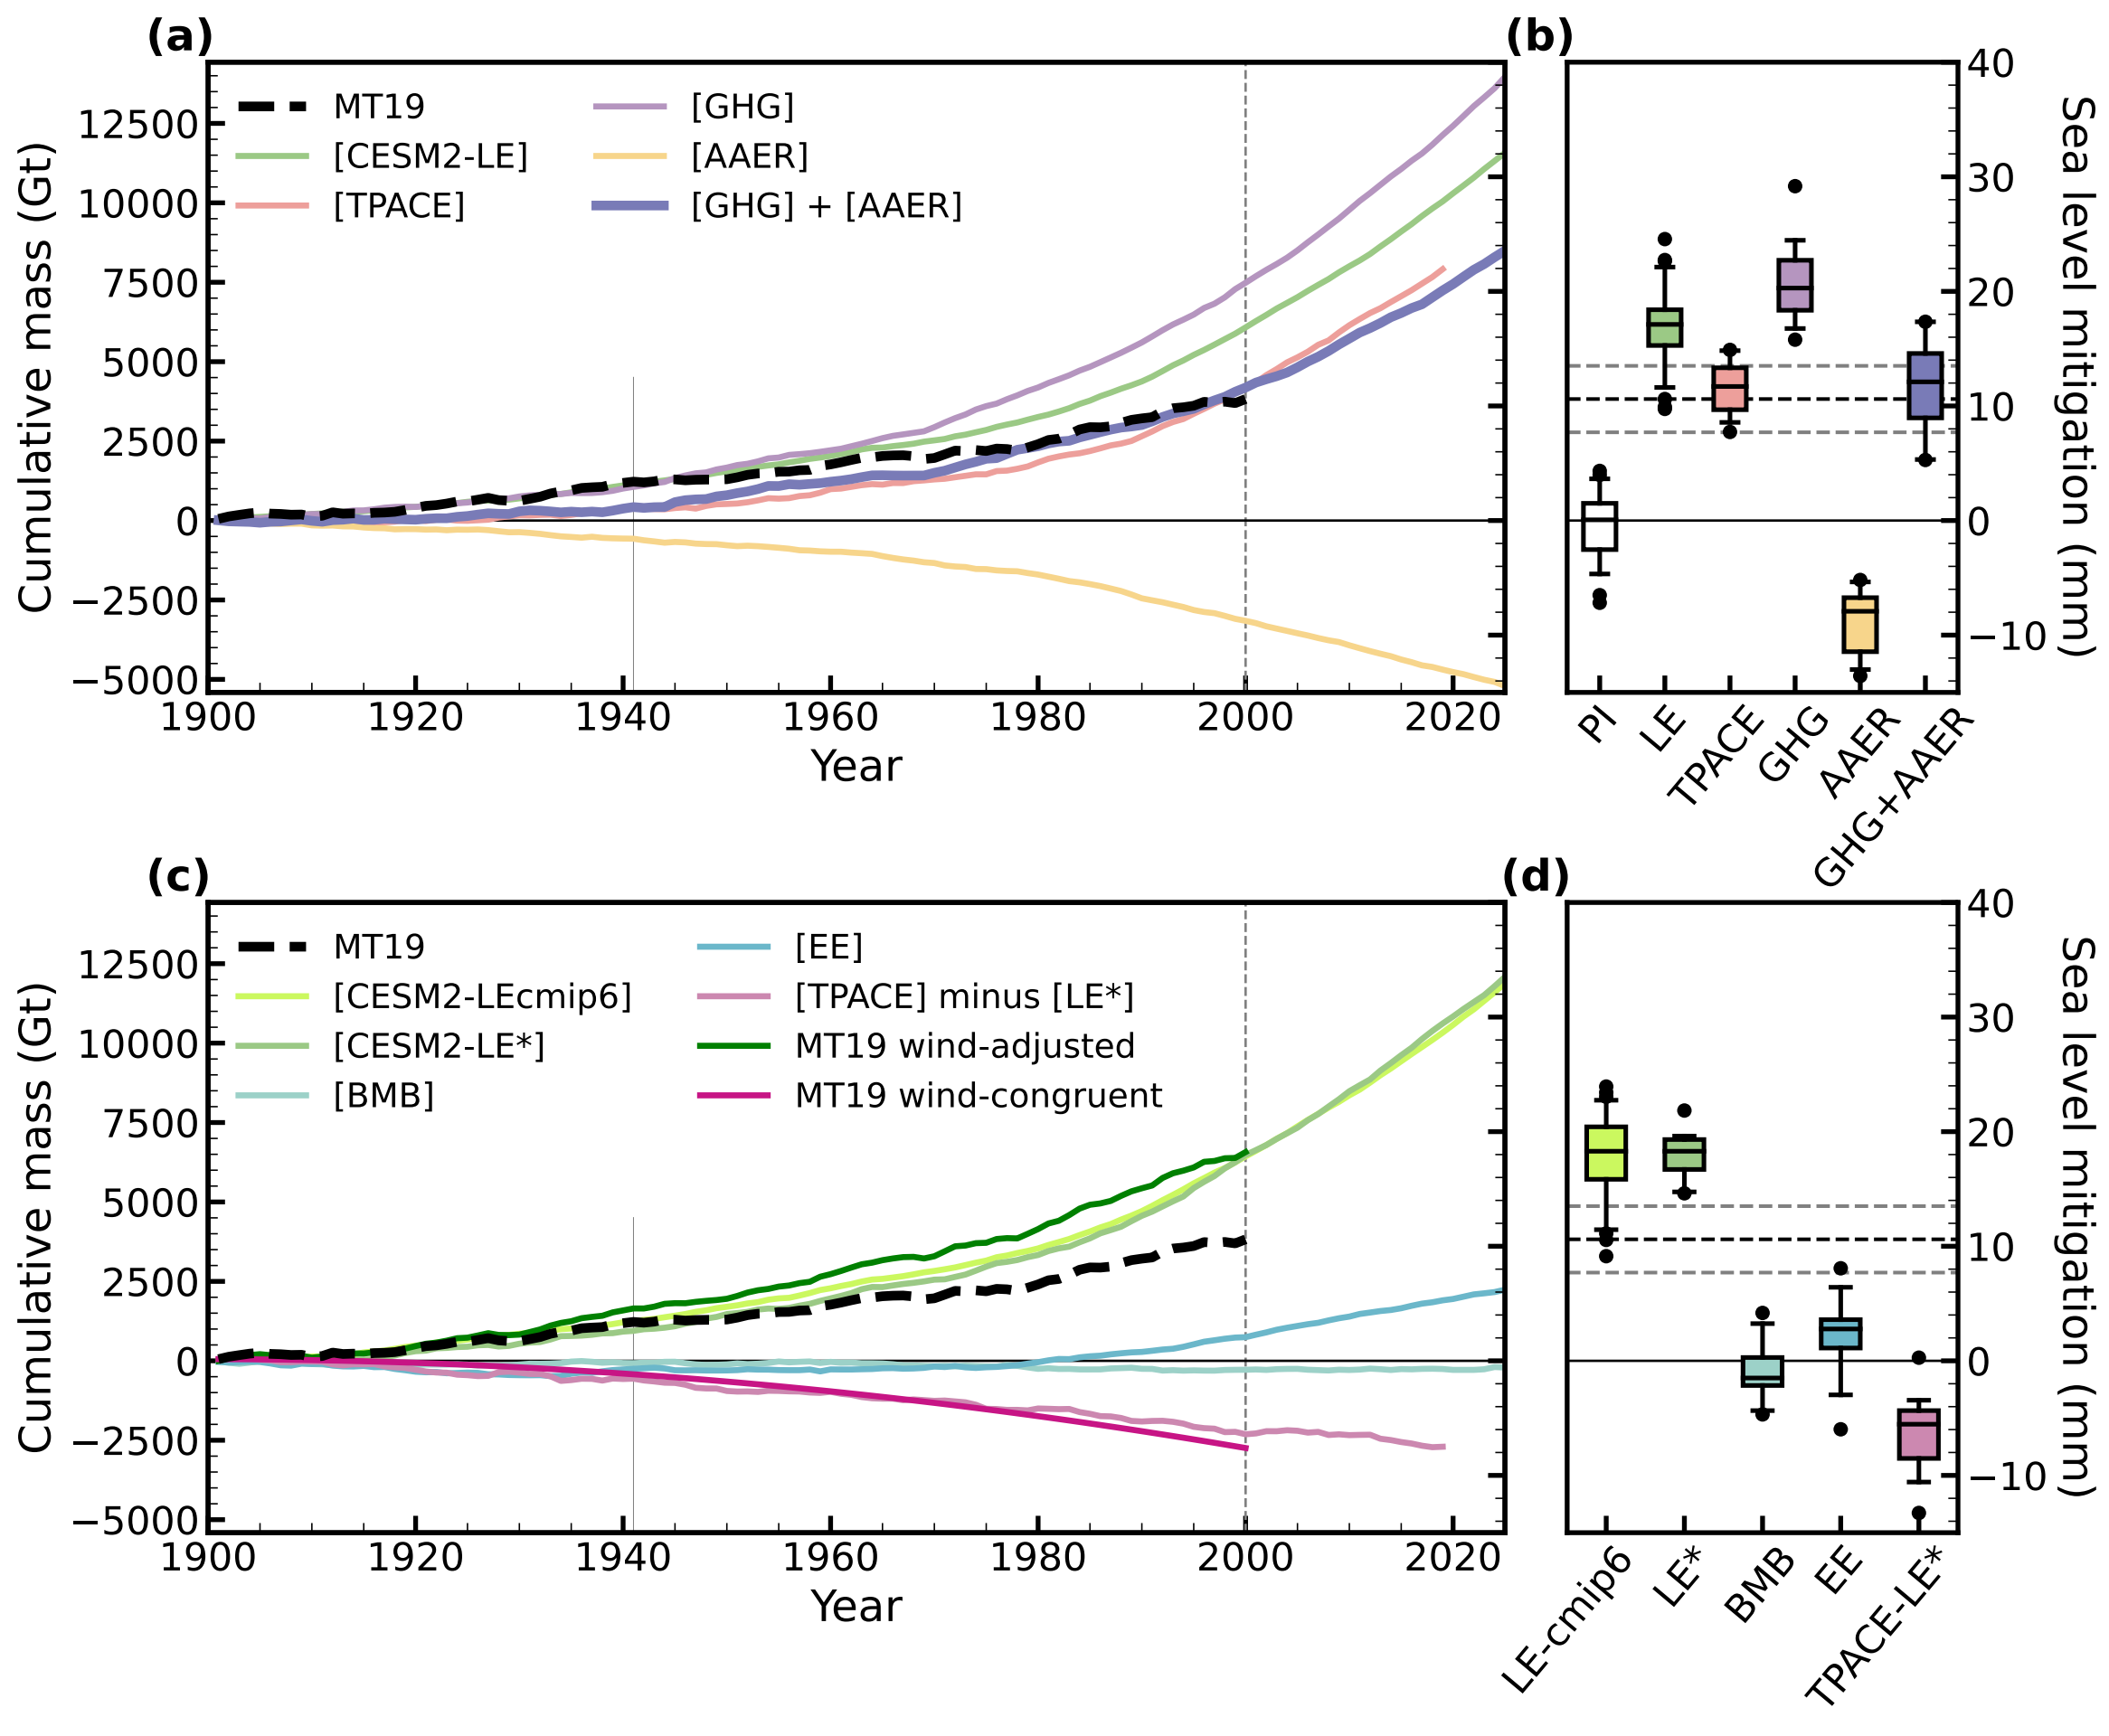 (a)
Cumulative mass (Gt)
12500
10000
7500
5000
2500
0
−2500
−5000
MT19
[CESM2-LE]
[TPACE]
[GHG]
[AAER]
[GHG] + [AAER]
1900 1920 1940 1960 1980 2000 2020
Year
(b)
40
30
20
10
0
−10
Sea level mitigation (mm)
PI
LE
TPACE
GHG
AAER
GHG+AAER
(c)
Cumulative mass (Gt)
12500
10000
7500
5000
2500
0
−2500
−5000
MT19
[CESM2-LEcmip6]
[CESM2-LE*]
[BMB]
[EE]
[TPACE] minus [LE*]
MT19 wind-adjusted
MT19 wind-congruent
1900 1920 1940 1960 1980 2000 2020
Year
(d)
40
30
20
10
0
−10
Sea level mitigation (mm)
LE-cmip6
LE*
BMB
EE
TPACE-LE*